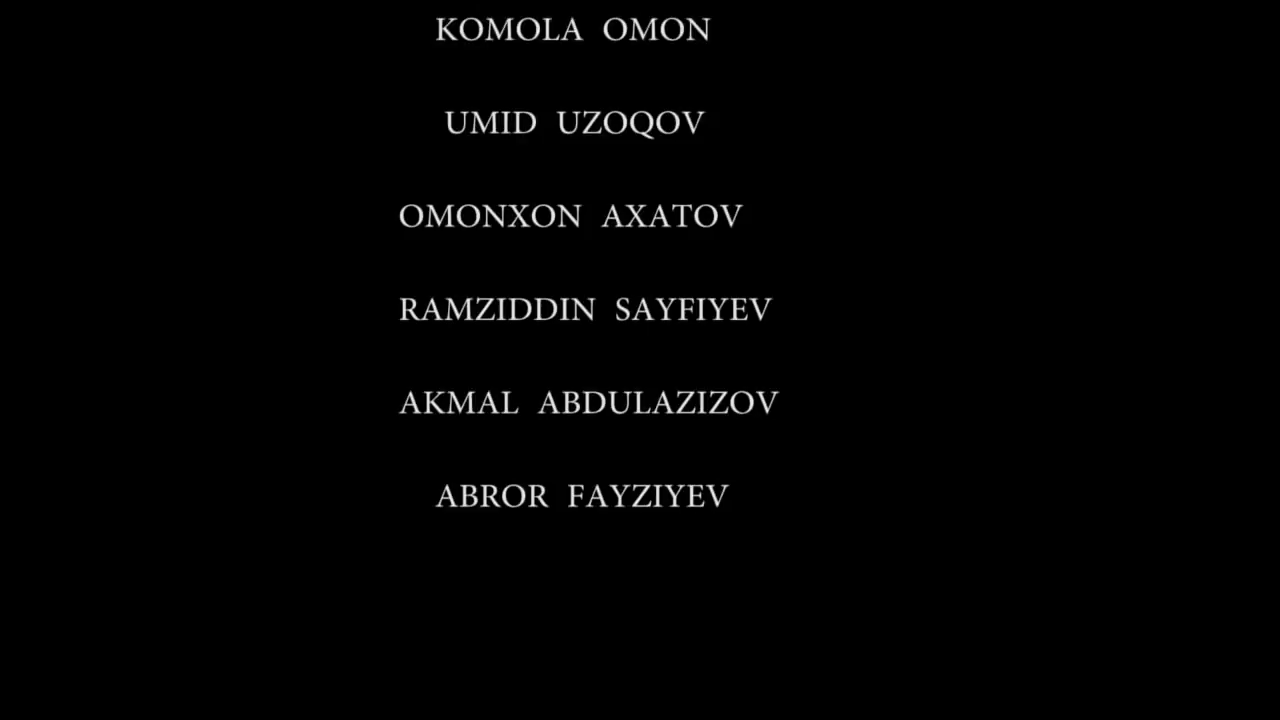 KOMOLA OMON
UMID UZOQOV
OMONXON AXATOV
RAMZIDDIN SAYFIYEV
AKMAL ABDULAZIZOV
ABROR FAYZIYEV